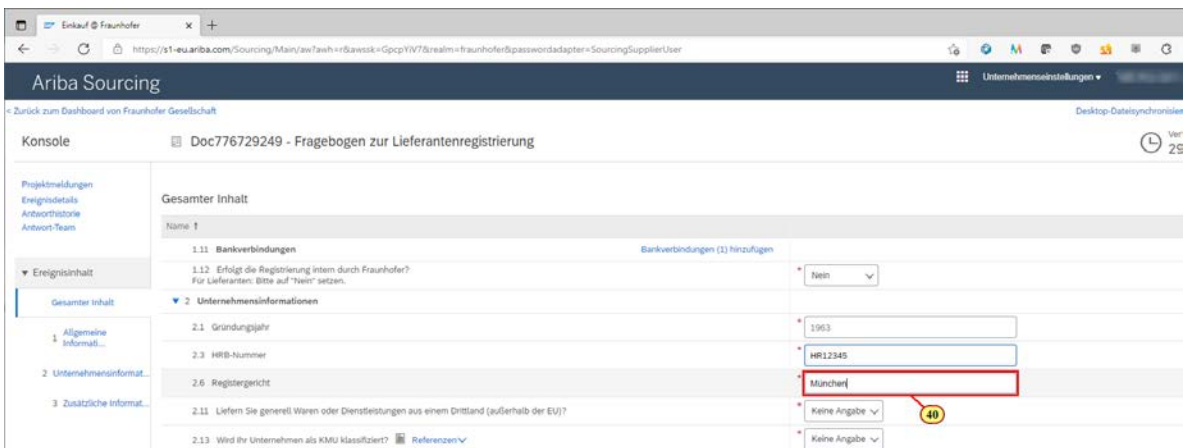 Einkauf @ Fraunhofer
https://s1-eu.ariba.com/Sourcing/Main/aw?awh=r&awssk=GpcpYiV7&realm=fraunhofer&passwordadapter=SourcingSupplierUser
Ariba Sourcing
Unternehmenseinstellungen
< Zurück zum Dashboard von Fraunhofer Gesellschaft
Desktop-Dateisynchronisier
Konsole
Doc776729249 - Fragebogen zur Lieferantenregistrierung
Ver
29
Projektmeldungen
Ereignisdetails
Antworthistorie
Antwort-Team
Ereignisinhalt
Gesamter Inhalt
1 Allgemeine Informati...
2 Unternehmensinformat...
3 Zusätzliche Informat...
Gesamter Inhalt
Name ↑
1.11 Bankverbindungen Bankverbindungen (1) hinzufügen
1.12 Erfolgt die Registrierung intern durch Fraunhofer? * Nein
Für Lieferanten: Bitte auf "Nein" setzen.
2 Unternehmensinformationen
2.1 Gründungsjahr * 1963
2.3 HRB-Nummer * HR12345
2.6 Registergericht * München
2.11 Liefern Sie generell Waren oder Dienstleistungen aus einem Drittland (außerhalb der EU)? * Keine Angabe
40
2.13 Wird Ihr Unternehmen als KMU klassifiziert? Referenzen * Keine Angabe